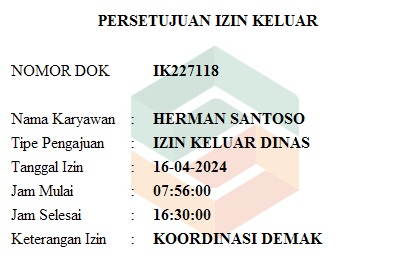 PERSETUJUAN IZIN KELUAR
NOMOR DOK IK227118
Nama Karyawan : HERMAN SANTOSO
Tipe Pengajuan : IZIN KELUAR DINAS
Tanggal Izin : 16-04-2024
Jam Mulai : 07:56:00
Jam Selesai : 16:30:00
Keterangan Izin : KOORDINASI DEMAK